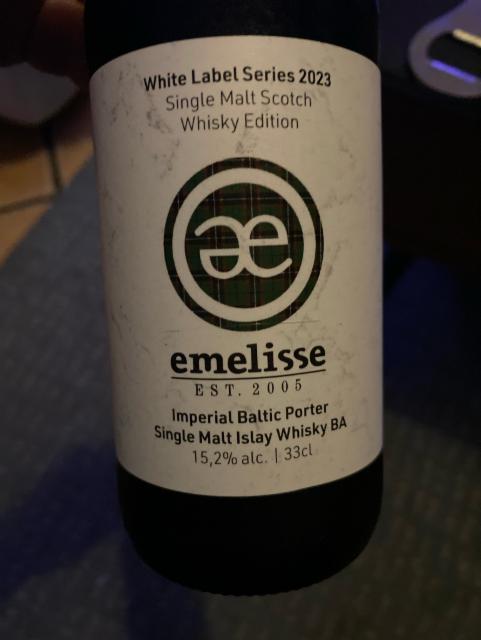 White Label Series 2023
Single Malt Scotch
Whisky Edition
æ
emelisse
EST. 2005
Imperial Baltic Porter
Single Malt Islay Whisky BA
15,2% alc. | 33cl